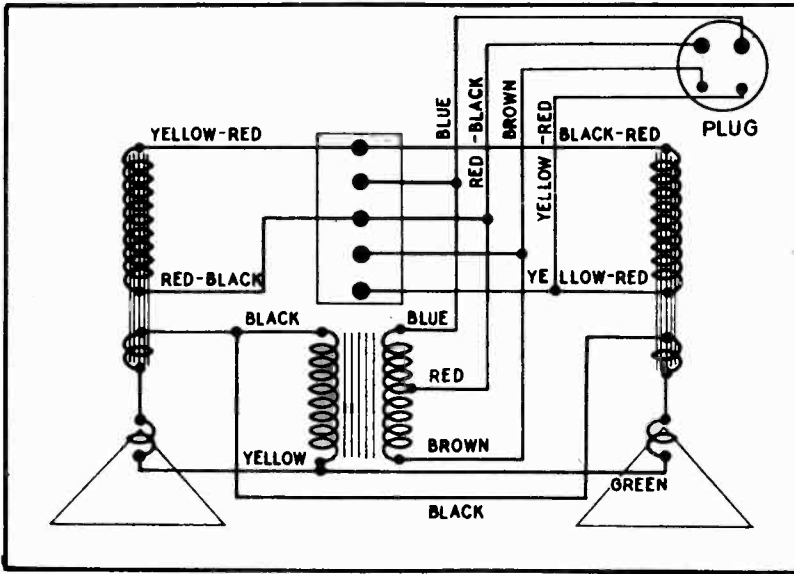 PLUG
BLUE
RED-BLACK
BROWN
YELLOW-RED
YELLOW-RED
BLACK-RED
RED-BLACK
YELLOW-RED
BLACK
BLUE
RED
YELLOW
BROWN
GREEN
BLACK